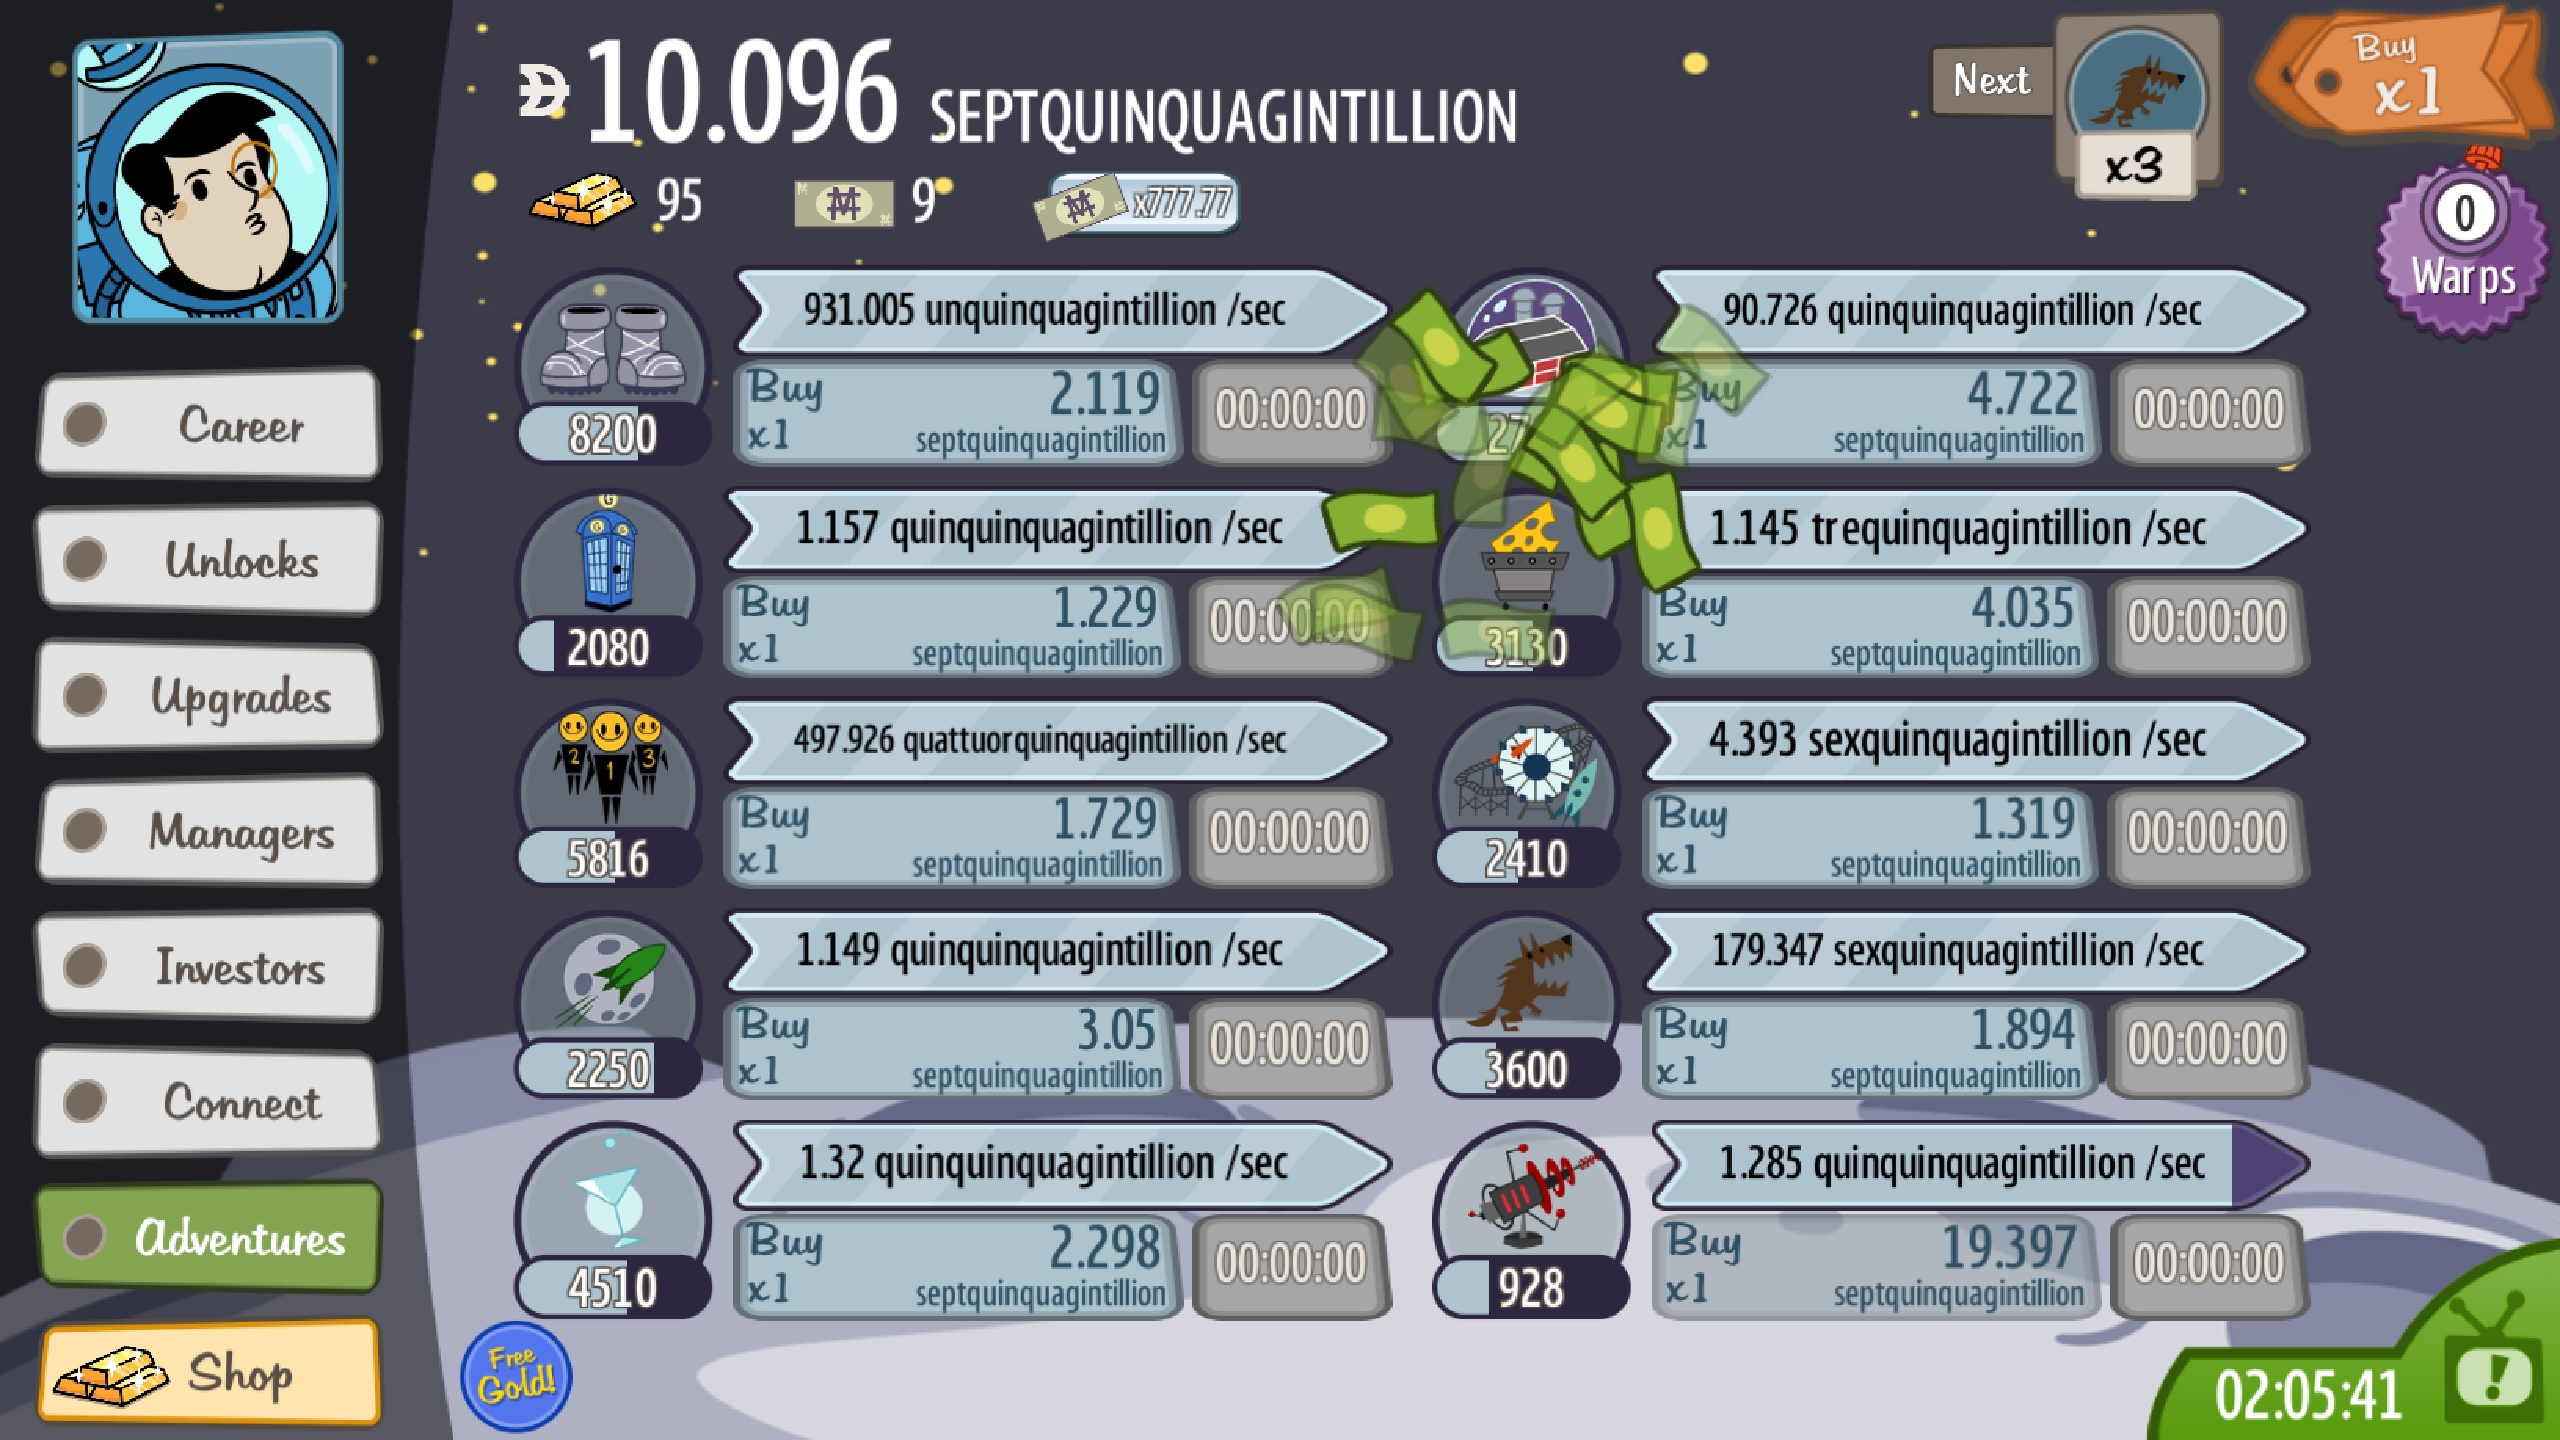 10.096 SEPTQUINQUAGINTILLION
95 9 x777.77
Next
x3
Buy
x1
0
Warps
Career
Unlocks
Upgrades
Managers
Investors
Connect
Adventures
Shop
931.005 unquinquagintillion /sec
Buy 2.119
x1 septquinquagintillion
00:00:00
8200
90.726 quinquinquagintillion /sec
Buy 4.722
x1 septquinquagintillion
00:00:00
1.157 quinquinquagintillion /sec
Buy 1.229
x1 septquinquagintillion
00:00:00
2080
1.145 trequinquagintillion /sec
Buy 4.035
x1 septquinquagintillion
00:00:00
3130
2 1 3
497.926 quattuorquinquagintillion /sec
Buy 1.729
x1 septquinquagintillion
00:00:00
5816
4.393 sexquinquagintillion /sec
Buy 1.319
x1 septquinquagintillion
00:00:00
2410
1.149 quinquinquagintillion /sec
Buy 3.05
x1 septquinquagintillion
00:00:00
2250
179.347 sexquinquagintillion /sec
Buy 1.894
x1 septquinquagintillion
00:00:00
3600
1.32 quinquinquagintillion /sec
Buy 2.298
x1 septquinquagintillion
00:00:00
4510
1.285 quinquinquagintillion /sec
Buy 19.397
x1 septquinquagintillion
00:00:00
928
Free
Gold!
02:05:41
!